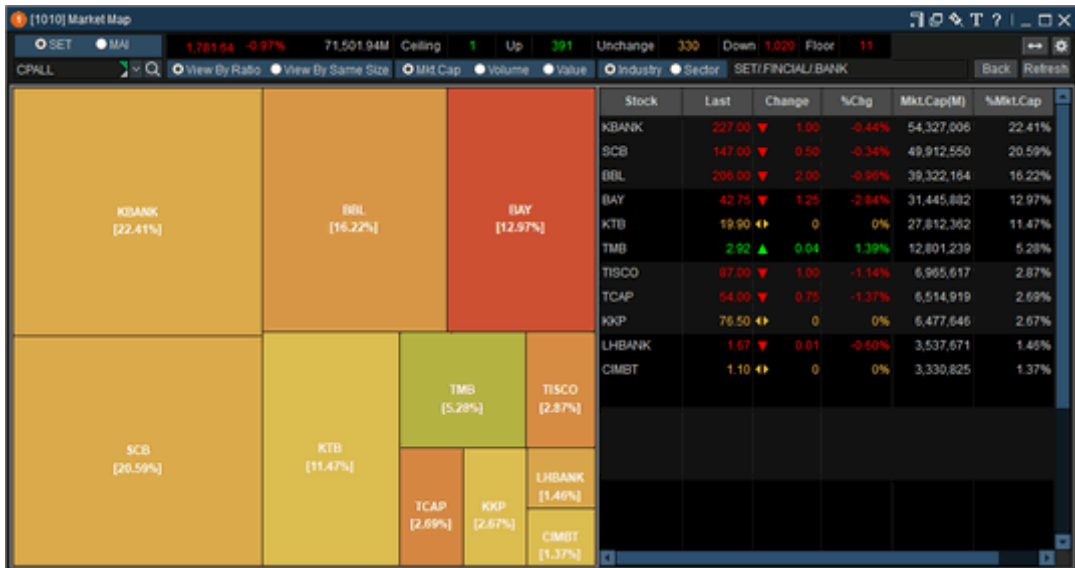 1 [1010] Market Map T ?
SET MAI 1,781.64 -0.97% 71,501.94M Ceiling 1 Up 391 Unchange 330 Down 1,020 Floor 11
CPALL View By Ratio View By Same Size Mkt.Cap Volume Value Industry Sector SET/.FINCIAL/.BANK Back Refresh
KBANK
[22.41%]
BBL
[16.22%]
BAY
[12.97%]
SCB
[20.59%]
KTB
[11.47%]
TMB
[5.28%]
TISCO
[2.87%]
TCAP
[2.69%]
KKP
[2.67%]
LHBANK
[1.46%]
CIMBT
[1.37%]
Stock Last Change %Chg Mkt.Cap(M) %Mkt.Cap
KBANK 227.00 ▼ 1.00 -0.44% 54,327,006 22.41%
SCB 147.00 ▼ 0.50 -0.34% 49,912,550 20.59%
BBL 206.00 ▼ 2.00 -0.96% 39,322,164 16.22%
BAY 42.75 ▼ 1.25 -2.84% 31,445,882 12.97%
KTB 19.90 0 0% 27,812,362 11.47%
TMB 2.92 ▲ 0.04 1.39% 12,801,239 5.28%
TISCO 87.00 ▼ 1.00 -1.14% 6,965,617 2.87%
TCAP 54.00 ▼ 0.75 -1.37% 6,514,919 2.69%
KKP 76.50 0 0% 6,477,646 2.67%
LHBANK 1.67 ▼ 0.01 -0.60% 3,537,671 1.46%
CIMBT 1.10 0 0% 3,330,825 1.37%